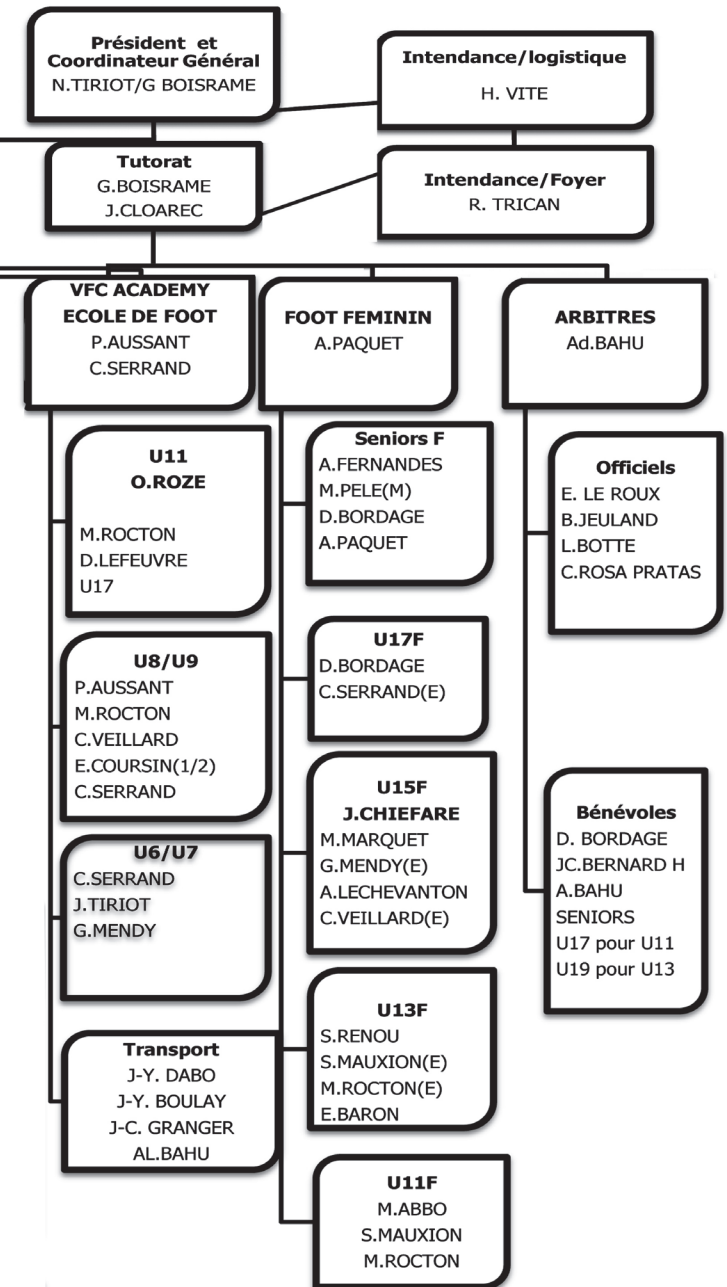 Président et
Coordinateur Général
N.TIRIOT/G BOISRAME
Intendance/logistique
H. VITE
Tutorat
G.BOISRAME
J.CLOAREC
Intendance/Foyer
R. TRICAN
VFC ACADEMY
ECOLE DE FOOT
P.AUSSANT
C.SERRAND
FOOT FEMININ
A.PAQUET
ARBITRES
Ad.BAHU
U11
O.ROZE
M.ROCTON
D.LEFEUVRE
U17
U8/U9
P.AUSSANT
M.ROCTON
C.VEILLARD
E.COURSIN(1/2)
C.SERRAND
U6/U7
C.SERRAND
J.TIRIOT
G.MENDY
Transport
J-Y. DABO
J-Y. BOULAY
J-C. GRANGER
AL.BAHU
Seniors F
A.FERNANDES
M.PELE(M)
D.BORDAGE
A.PAQUET
U17F
D.BORDAGE
C.SERRAND(E)
U15F
J.CHIEFARE
M.MARQUET
G.MENDY(E)
A.LECHEVANTON
C.VEILLARD(E)
U13F
S.RENOU
S.MAUXION(E)
M.ROCTON(E)
E.BARON
U11F
M.ABBO
S.MAUXION
M.ROCTON
Officiels
E. LE ROUX
B.JEULAND
L.BOTTE
C.ROSA PRATAS
Bénévoles
D. BORDAGE
JC.BERNARD H
A.BAHU
SENIORS
U17 pour U11
U19 pour U13